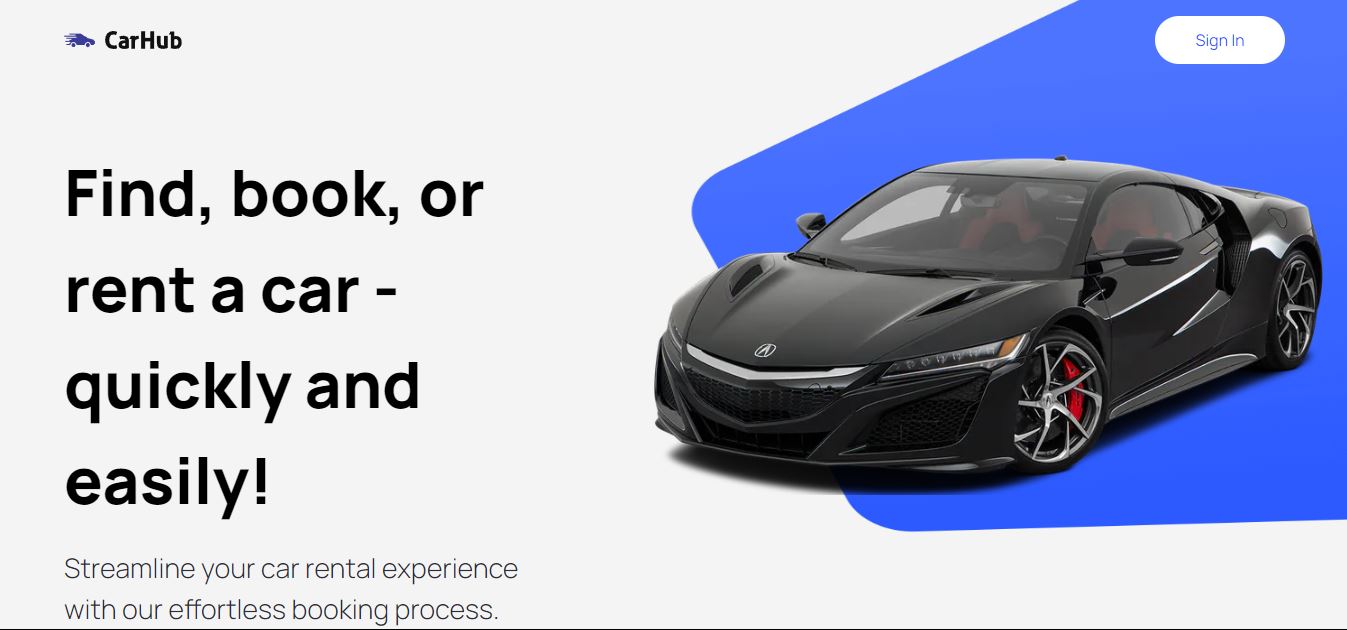 CarHub
Sign In
Find, book, or
rent a car -
quickly and
easily!
Streamline your car rental experience
with our effortless booking process.